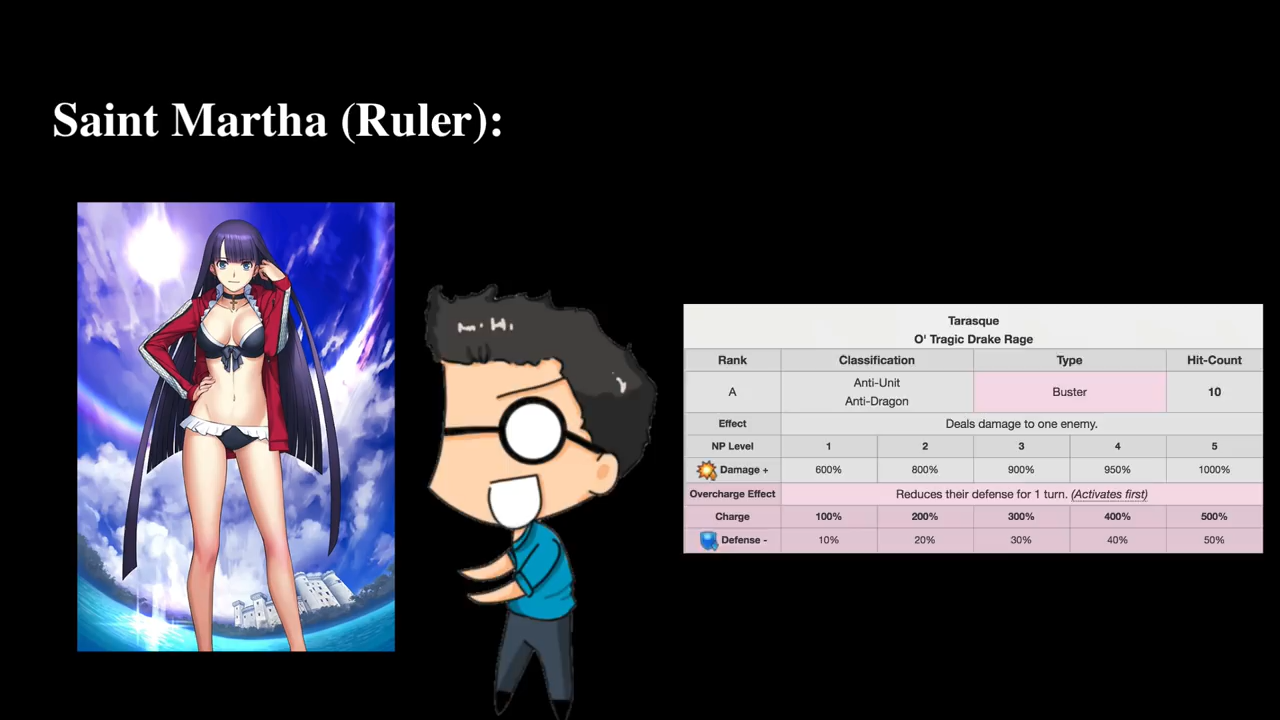 Saint Martha (Ruler):
Tarasque
O' Tragic Drake Rage
Rank Classification Type Hit-Count
A Anti-Unit Anti-Dragon Buster 10
Effect Deals damage to one enemy.
NP Level 1 2 3 4 5
Damage + 600% 800% 900% 950% 1000%
Overcharge Effect Reduces their defense for 1 turn. (Activates first)
Charge 100% 200% 300% 400% 500%
Defense - 10% 20% 30% 40% 50%